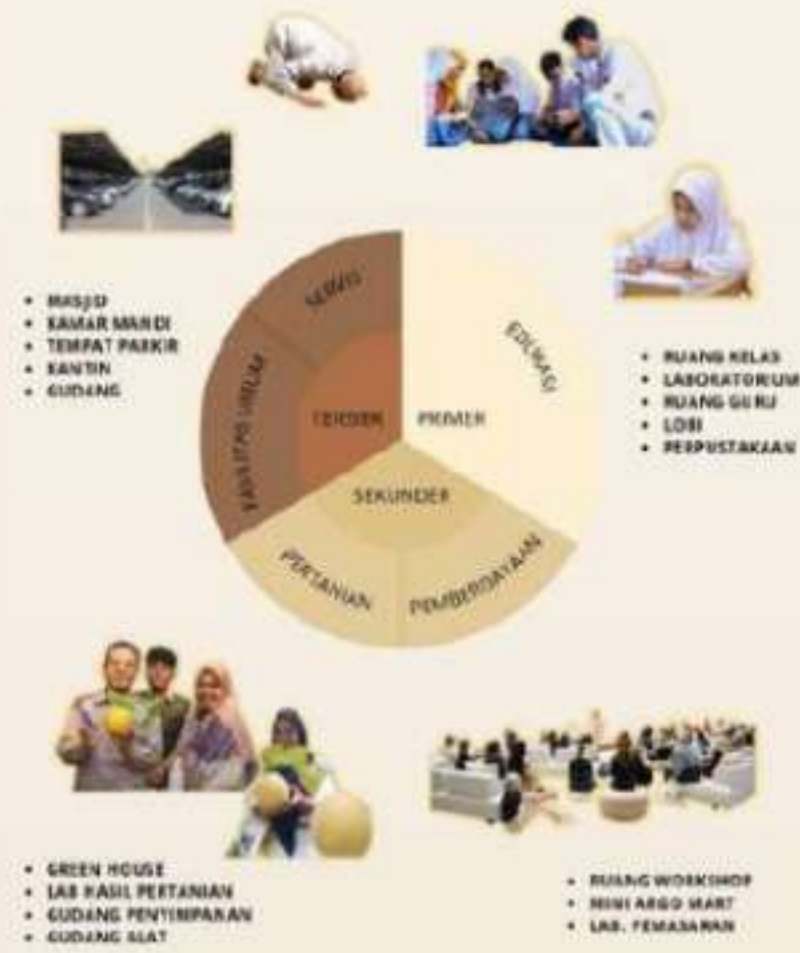 SERVIS
FASILITAS UMUM
TERSIER
PRIMER
EDUKASI
SEKUNDER
PERTANIAN
PEMBERDAYAAN
• MASJID
• KAMAR MANDI
• TEMPAT PARKIR
• KANTIN
• GUDANG
• RUANG KELAS
• LABORATORIUM
• RUANG GURU
• LOBI
• PERPUSTAKAAN
• GREEN HOUSE
• LAB HASIL PERTANIAN
• GUDANG PENYIMPANAN
• GUDANG ALAT
• RUANG WORKSHOP
• MINI ARGO MART
• LAB. PEMASARAN